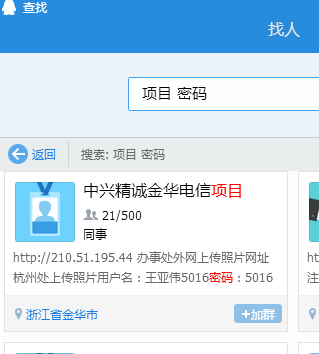 查找
找人
项目 密码
返回 搜索: 项目 密码
中兴精诚金华电信项目
21/500
同事
http://210.51.195.44 办事处外网上传照片网址
ht
杭州处上传照片用户名：王亚伟5016密码：5016
注
浙江省金华市 +加群